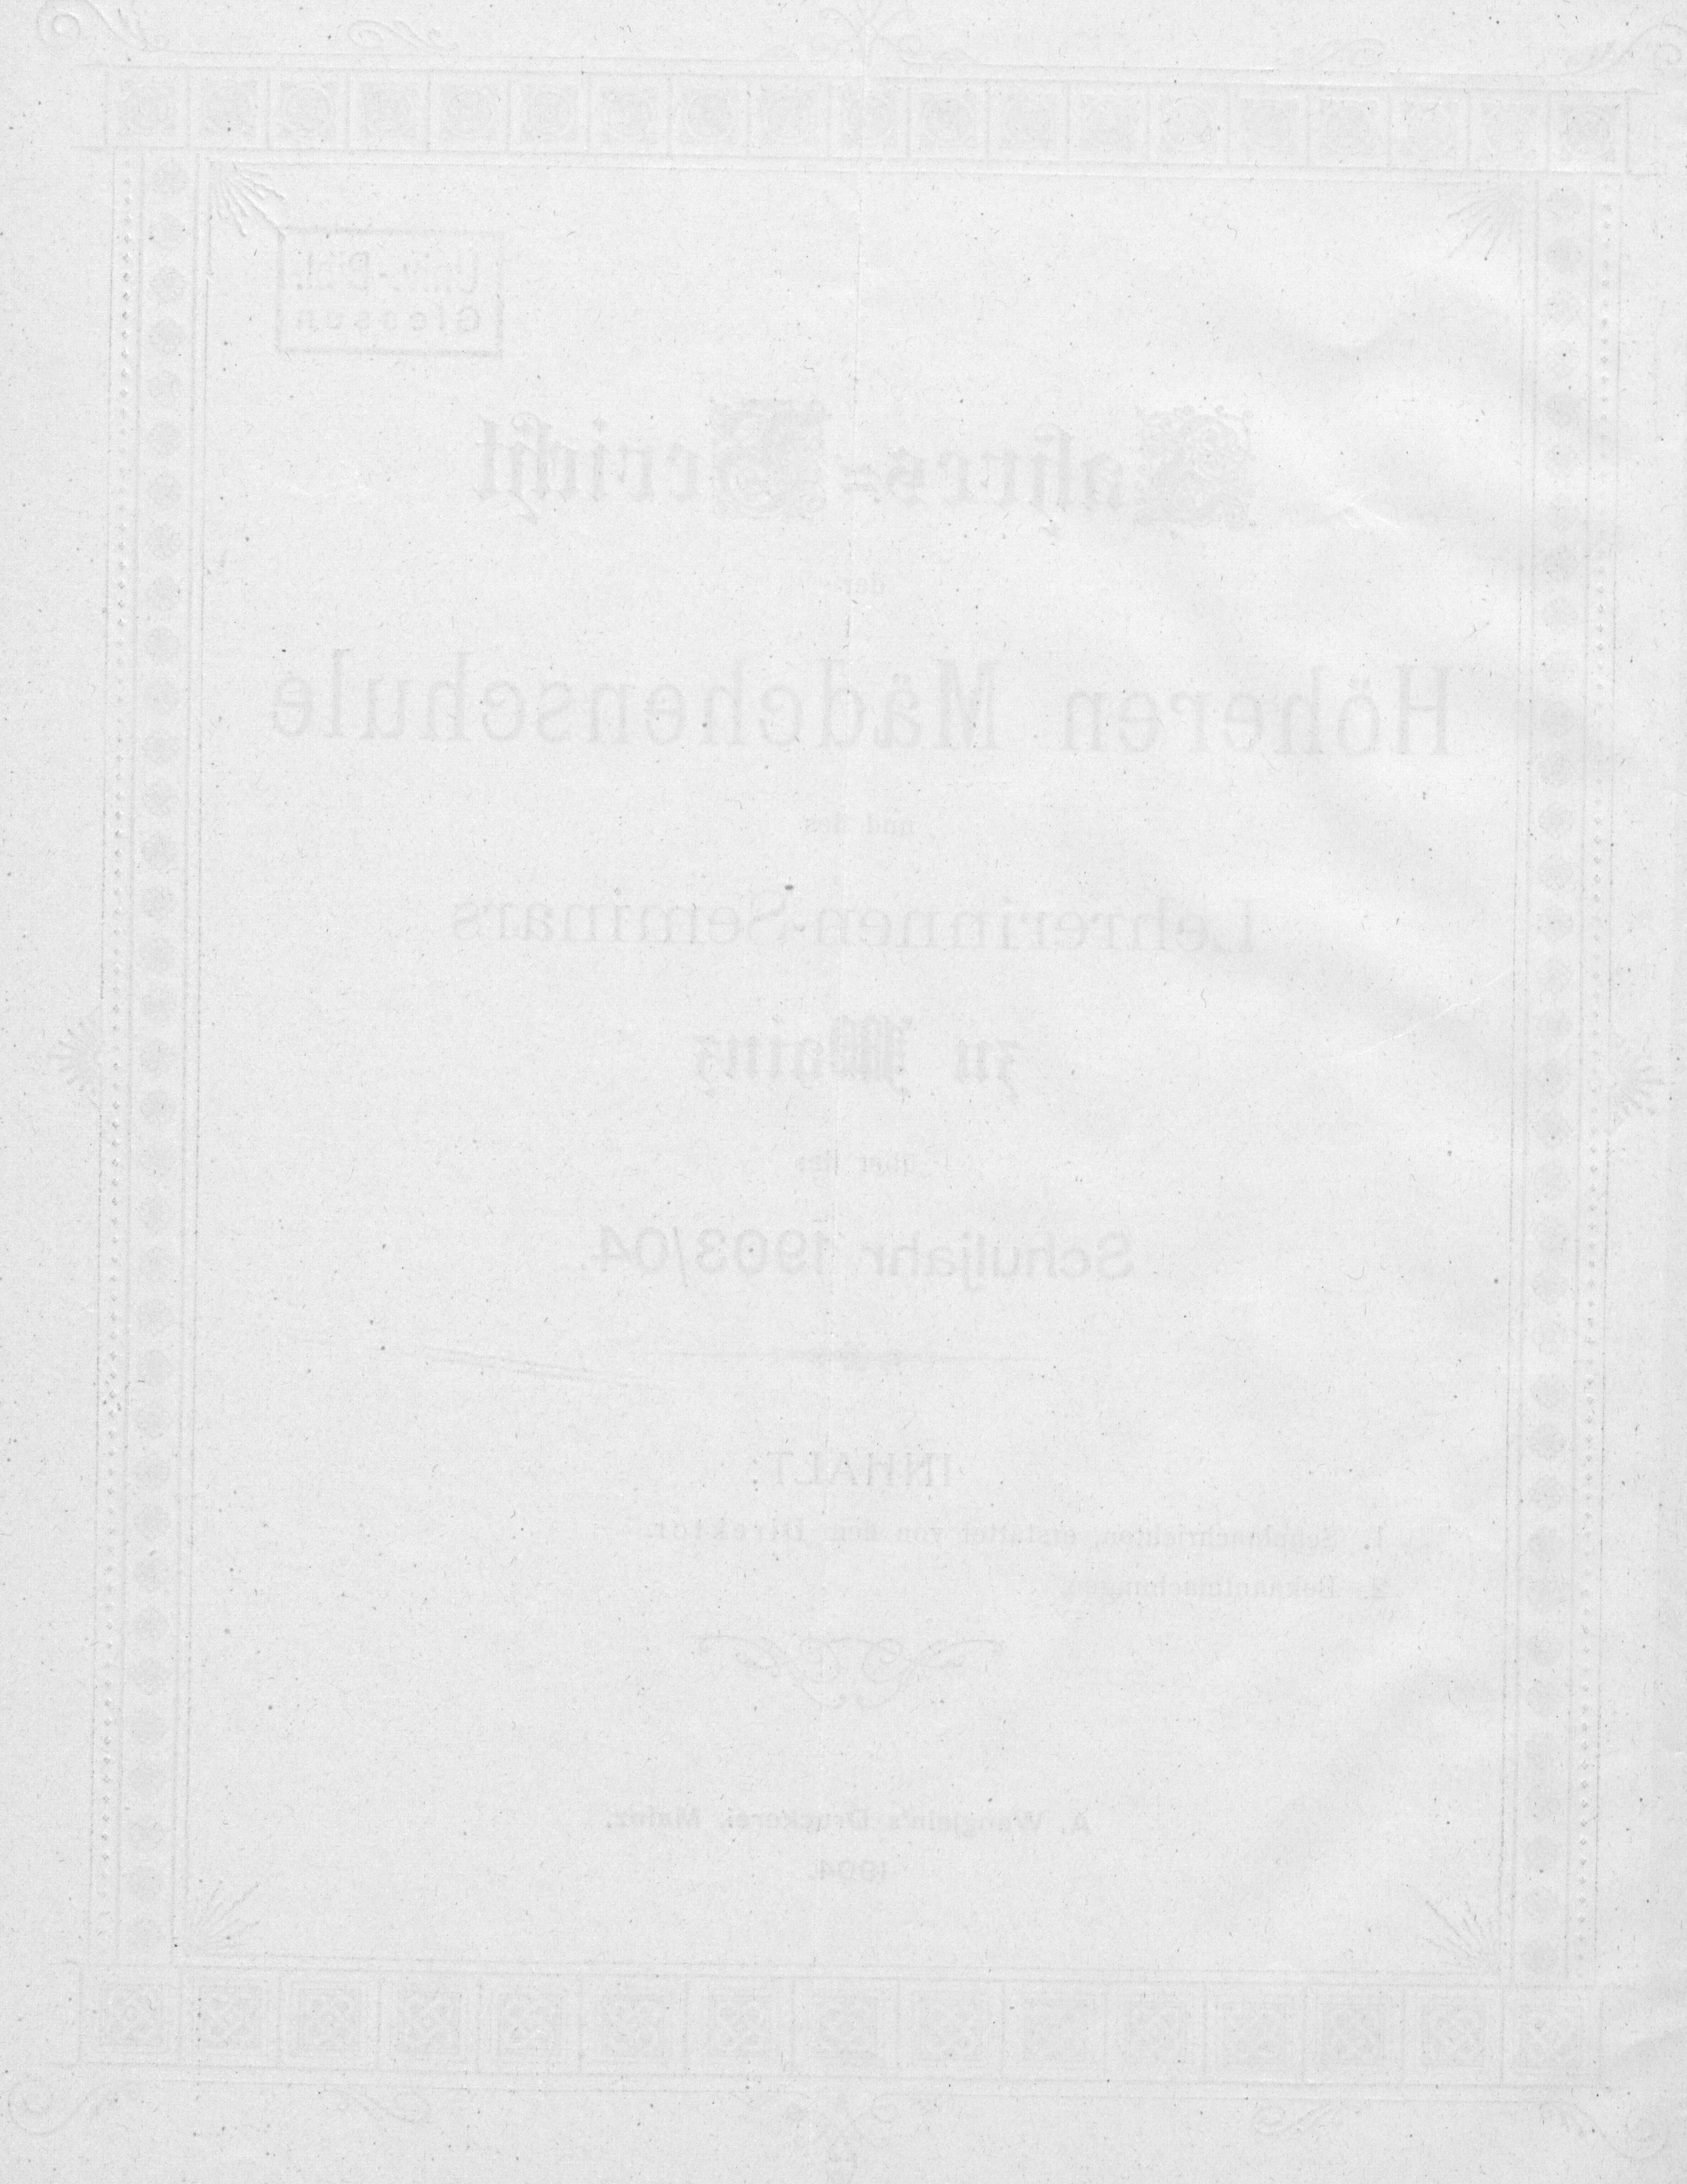 Univ.-Bibl.
Giessen
Jahres-Bericht
der
Höheren Mädchenschule
und des
Lehrerinnen-Seminars
zu Mainz
über das
Schuljahr 1903/04.
INHALT:
1. Schulnachrichten, erstattet von dem Direktor.
2. Bekanntmachungen.
A. Wangjeln's Druckerei, Mainz.
1904.